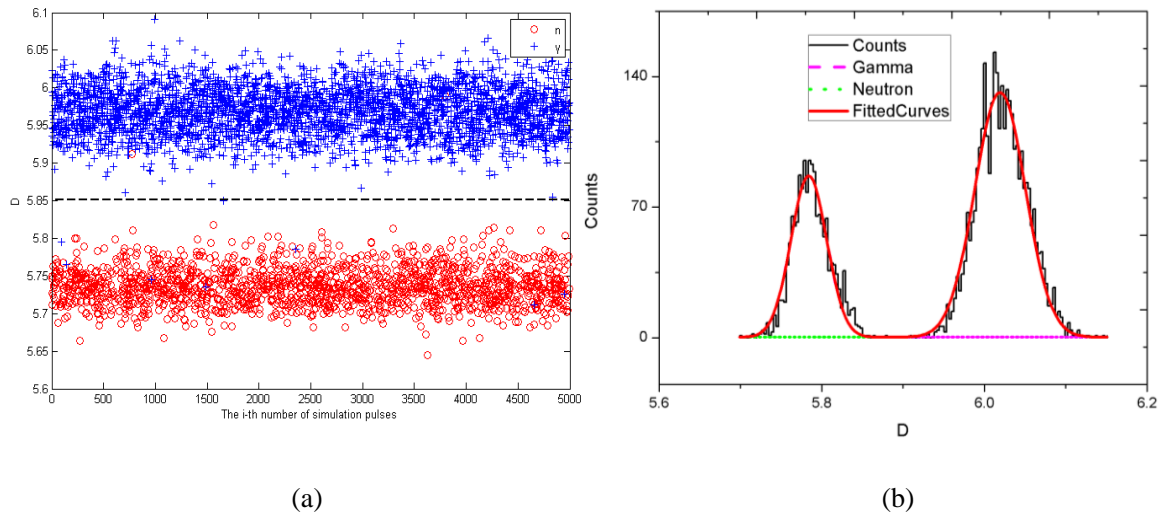 6.1
6.05
6
5.95
5.9
5.85
5.8
5.75
5.7
5.65
5.6
D
n
γ
0 500 1000 1500 2000 2500 3000 3500 4000 4500 5000
The i-th number of simulation pulses
(a)
Counts
Gamma
Neutron
FittedCurves
140
70
0
Counts
5.6 5.8 6.0 6.2
D
(b)